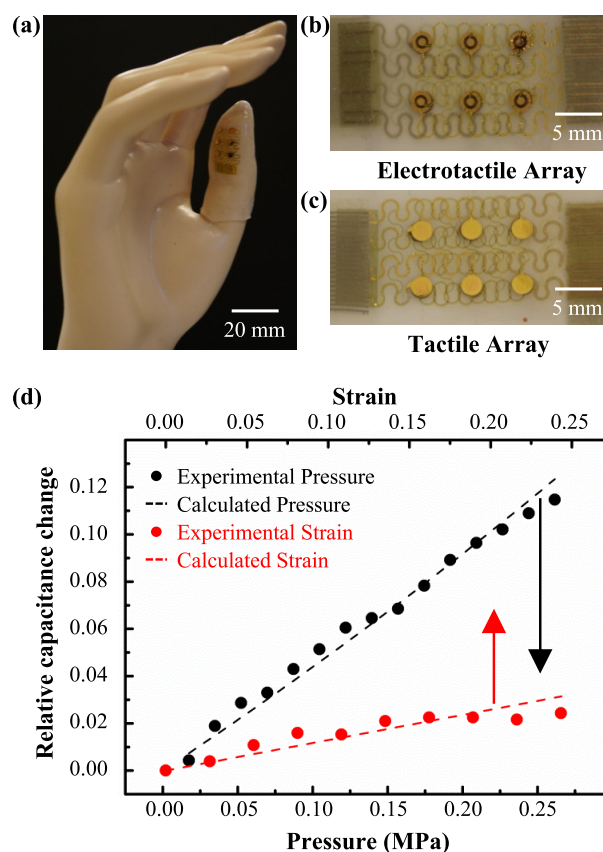 (a)
20 mm
(b)
5 mm
Electrotactile Array
(c)
5 mm
Tactile Array
(d)
Strain
0.00 0.05 0.10 0.15 0.20 0.25
Relative capacitance change
0.12
0.10
0.08
0.06
0.04
0.02
0.00
Experimental Pressure
Calculated Pressure
Experimental Strain
Calculated Strain
0.00 0.05 0.10 0.15 0.20 0.25
Pressure (MPa)